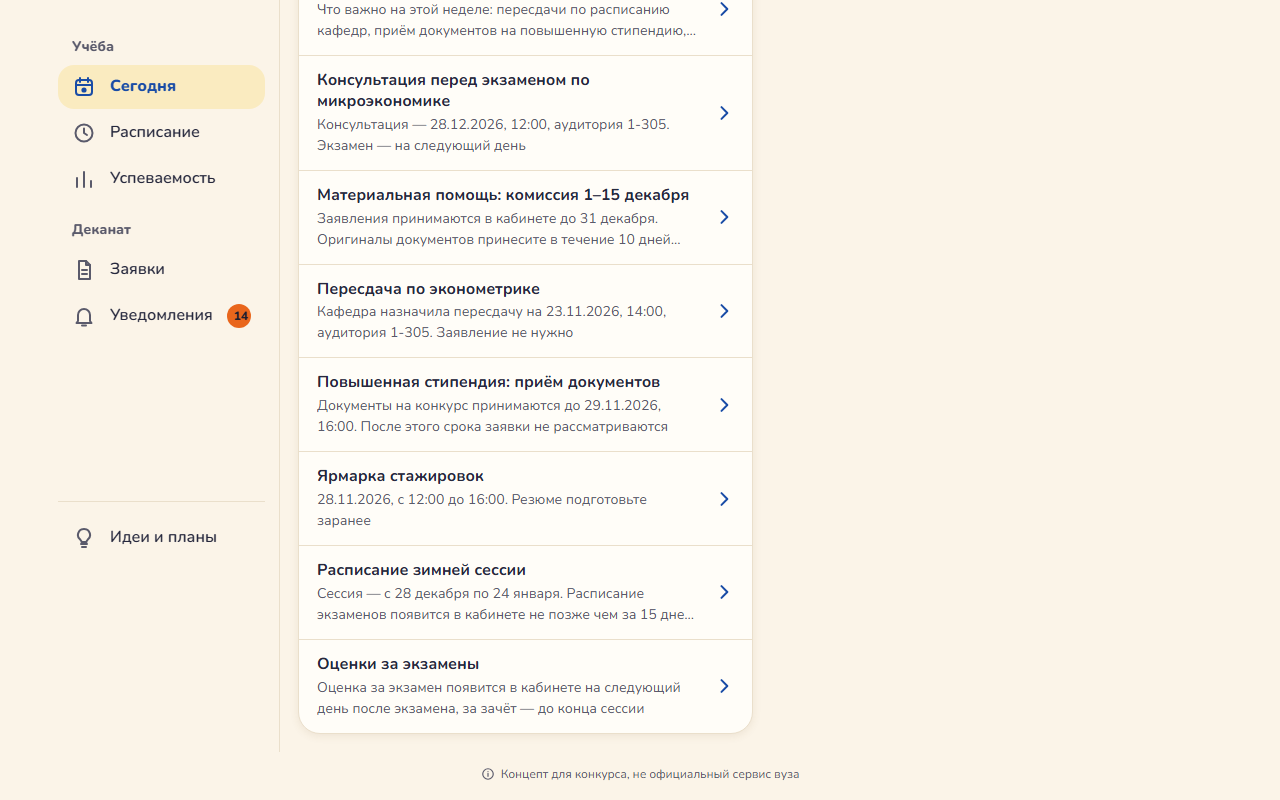 Учёба
Сегодня
Расписание
Успеваемость
Деканат
Заявки
Уведомления 14
Идеи и планы
Что важно на этой неделе: пересдачи по расписанию
кафедр, приём документов на повышенную стипендию,…
Консультация перед экзаменом по
микроэкономике
Консультация — 28.12.2026, 12:00, аудитория 1-305.
Экзамен — на следующий день
Материальная помощь: комиссия 1–15 декабря
Заявления принимаются в кабинете до 31 декабря.
Оригиналы документов принесите в течение 10 дней…
Пересдача по эконометрике
Кафедра назначила пересдачу на 23.11.2026, 14:00,
аудитория 1-305. Заявление не нужно
Повышенная стипендия: приём документов
Документы на конкурс принимаются до 29.11.2026,
16:00. После этого срока заявки не рассматриваются
Ярмарка стажировок
28.11.2026, с 12:00 до 16:00. Резюме подготовьте
заранее
Расписание зимней сессии
Сессия — с 28 декабря по 24 января. Расписание
экзаменов появится в кабинете не позже чем за 15 дне…
Оценки за экзамены
Оценка за экзамен появится в кабинете на следующий
день после экзамена, за зачёт — до конца сессии
Концепт для конкурса, не официальный сервис вуза